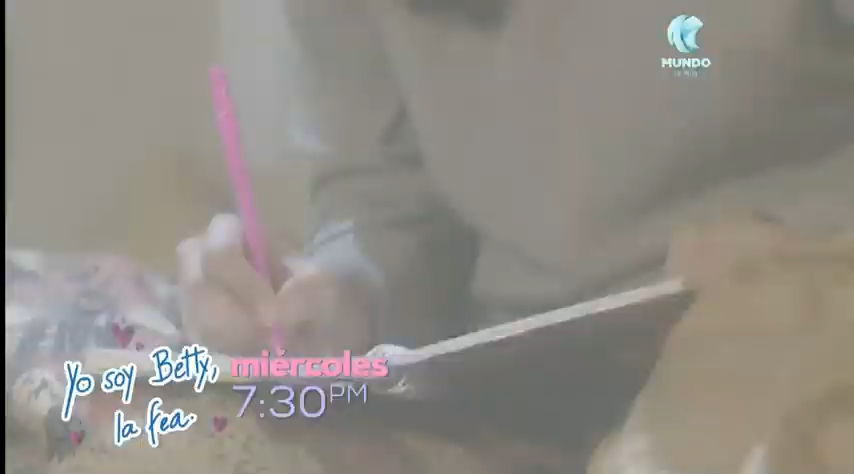 MUNDO
Yo soy Betty,
la fea.
miércoles
7:30PM